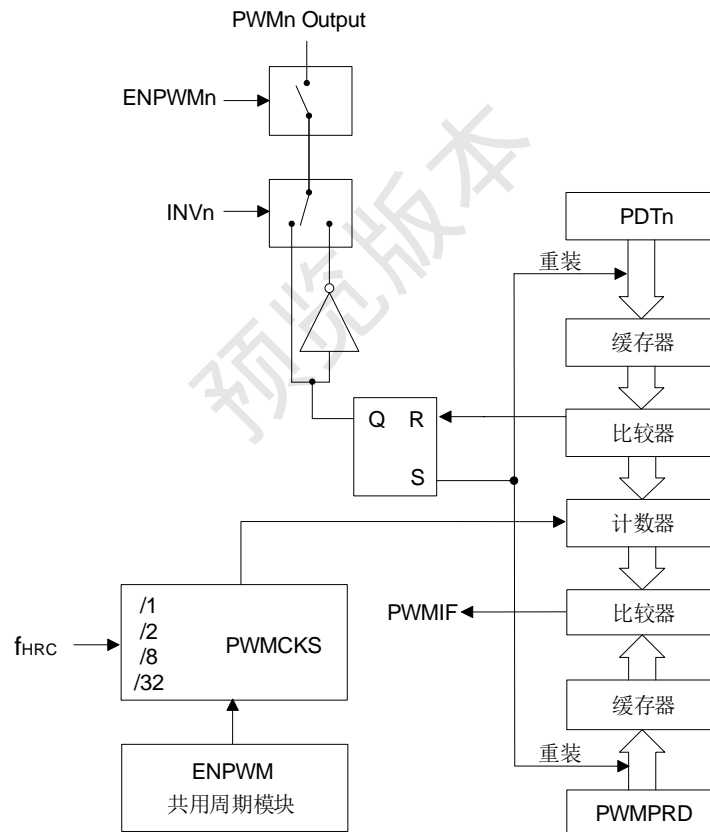 PWMn Output
ENPWMn
INVn
PDTn
重装
缓存器
Q R
比较器
S
计数器
/1
/2
/8
/32
PWMCKS
fHRC
PWMIF
比较器
缓存器
重装
ENPWM
共用周期模块
PWMPRD
预览版本